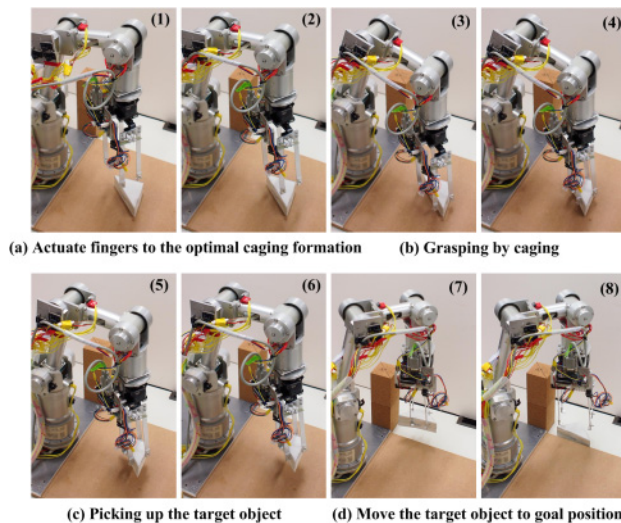 (1) (2) (3) (4)
(a) Actuate fingers to the optimal caging formation (b) Grasping by caging
(5) (6) (7) (8)
(c) Picking up the target object (d) Move the target object to goal position